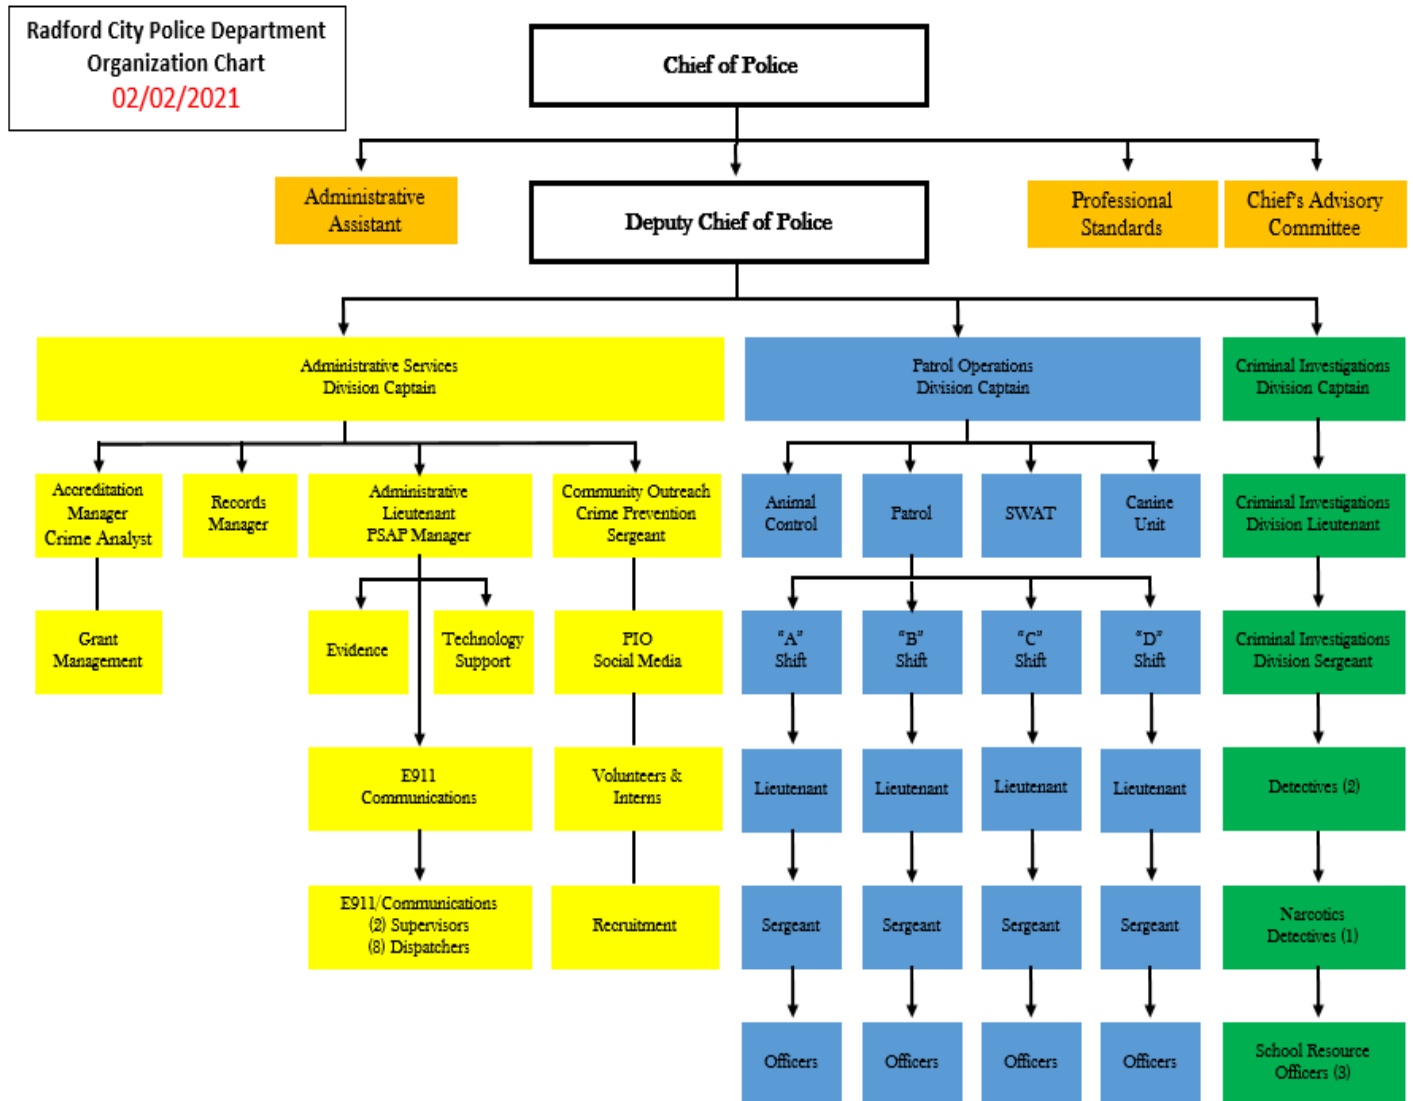 Radford City Police Department
Organization Chart
02/02/2021
Chief of Police
Administrative
Assistant
Deputy Chief of Police
Professional
Standards
Chief's Advisory
Committee
Administrative Services
Division Captain
Patrol Operations
Division Captain
Criminal Investigations
Division Captain
Accreditation
Manager
Crime Analyst
Records
Manager
Administrative
Lieutenant
PSAP Manager
Community Outreach
Crime Prevention
Sergeant
Animal
Control
Patrol
SWAT
Canine
Unit
Criminal Investigations
Division Lieutenant
Grant
Management
Evidence
Technology
Support
PIO
Social Media
"A"
Shift
"B"
Shift
"C"
Shift
"D"
Shift
Criminal Investigations
Division Sergeant
E911
Communications
Volunteers &
Interns
Lieutenant
Lieutenant
Lieutenant
Lieutenant
Detectives (2)
E911/Communications
(2) Supervisors
(8) Dispatchers
Recruitment
Sergeant
Sergeant
Sergeant
Sergeant
Narcotics
Detectives (1)
Officers
Officers
Officers
Officers
School Resource
Officers (3)